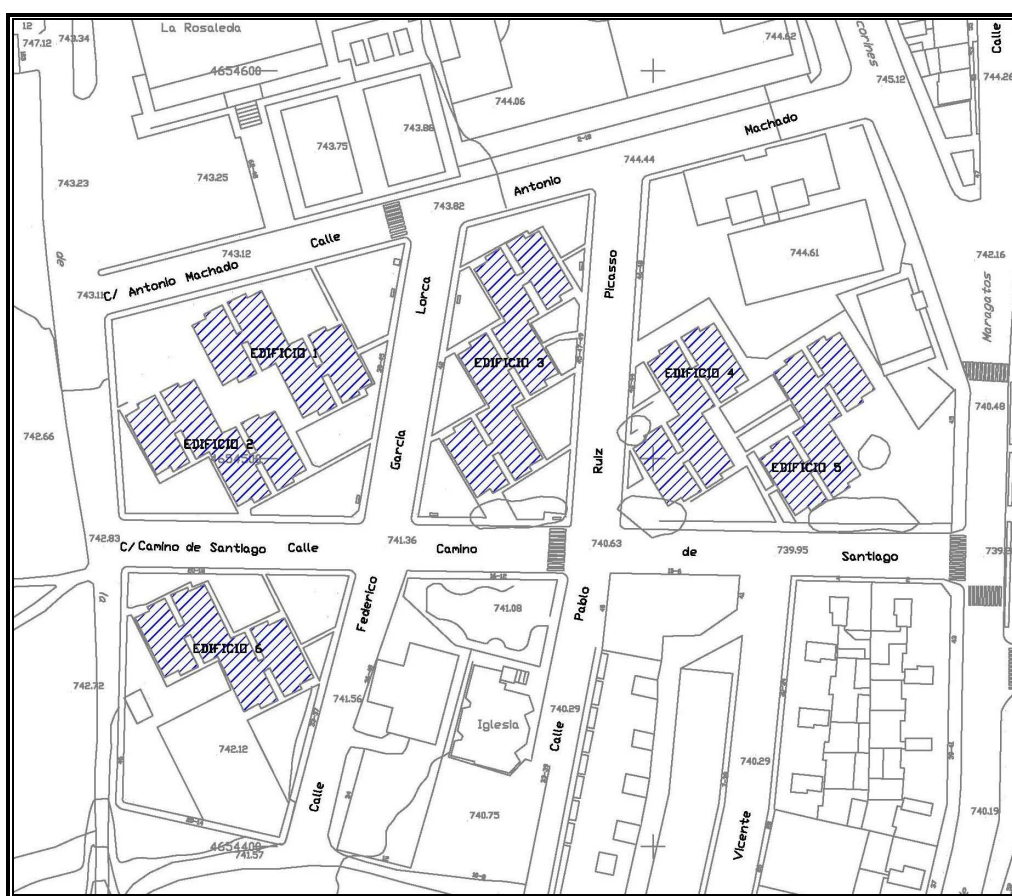 12
La Rosaleda
Calle
747.12
743.34
744.62
corines
745.12
744.26
4654600
744.06
743.88
743.75
Machado
744.44
743.23
743.25
Antonio
743.82
Calle
743.12
de
C/ Antonio Machado
743.11
744.61
742.16
Maragatos
Lorca
Picasso
EDIFICIO 1
EDIFICIO 3
EDIFICIO 4
740.48
742.66
EDIFICIO 2
4654500
García
Ruiz
EDIFICIO 5
742.83
C/Camino de Santiago
Calle
741.36
Camino
740.63
de
739.95
Santiago
la
Federico
741.08
Pablo
EDIFICIO 6
742.72
741.56
740.29
Iglesia
742.12
Calle
740.29
Calle
740.75
740.19
Vicente
4654400
741.57